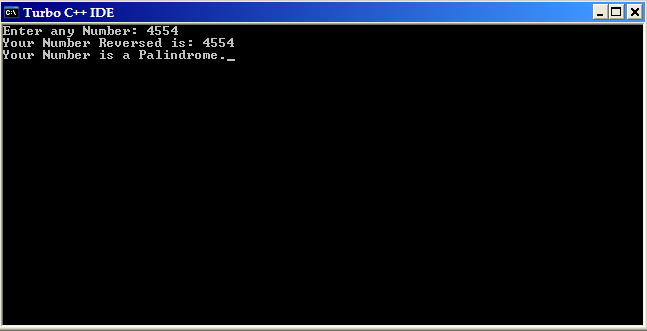 Turbo C++ IDE
Enter any Number: 4554
Your Number Reversed is: 4554
Your Number is a Palindrome._